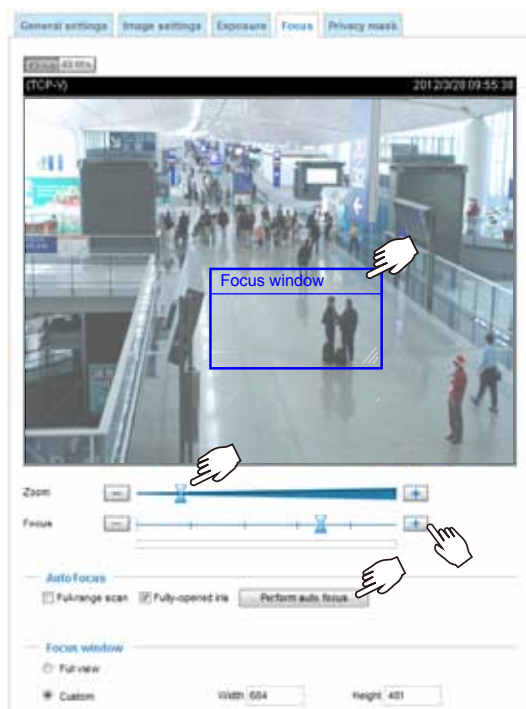 General settings Image settings Exposure Focus Privacy mask
(TCP-V) 2012/3/28 09:55:38
Focus window
Zoom
Focus
Auto Focus
Full-range scan Fully-opened iris Perform auto focus
Focus window
Full view
Custom Width 684 Height 481